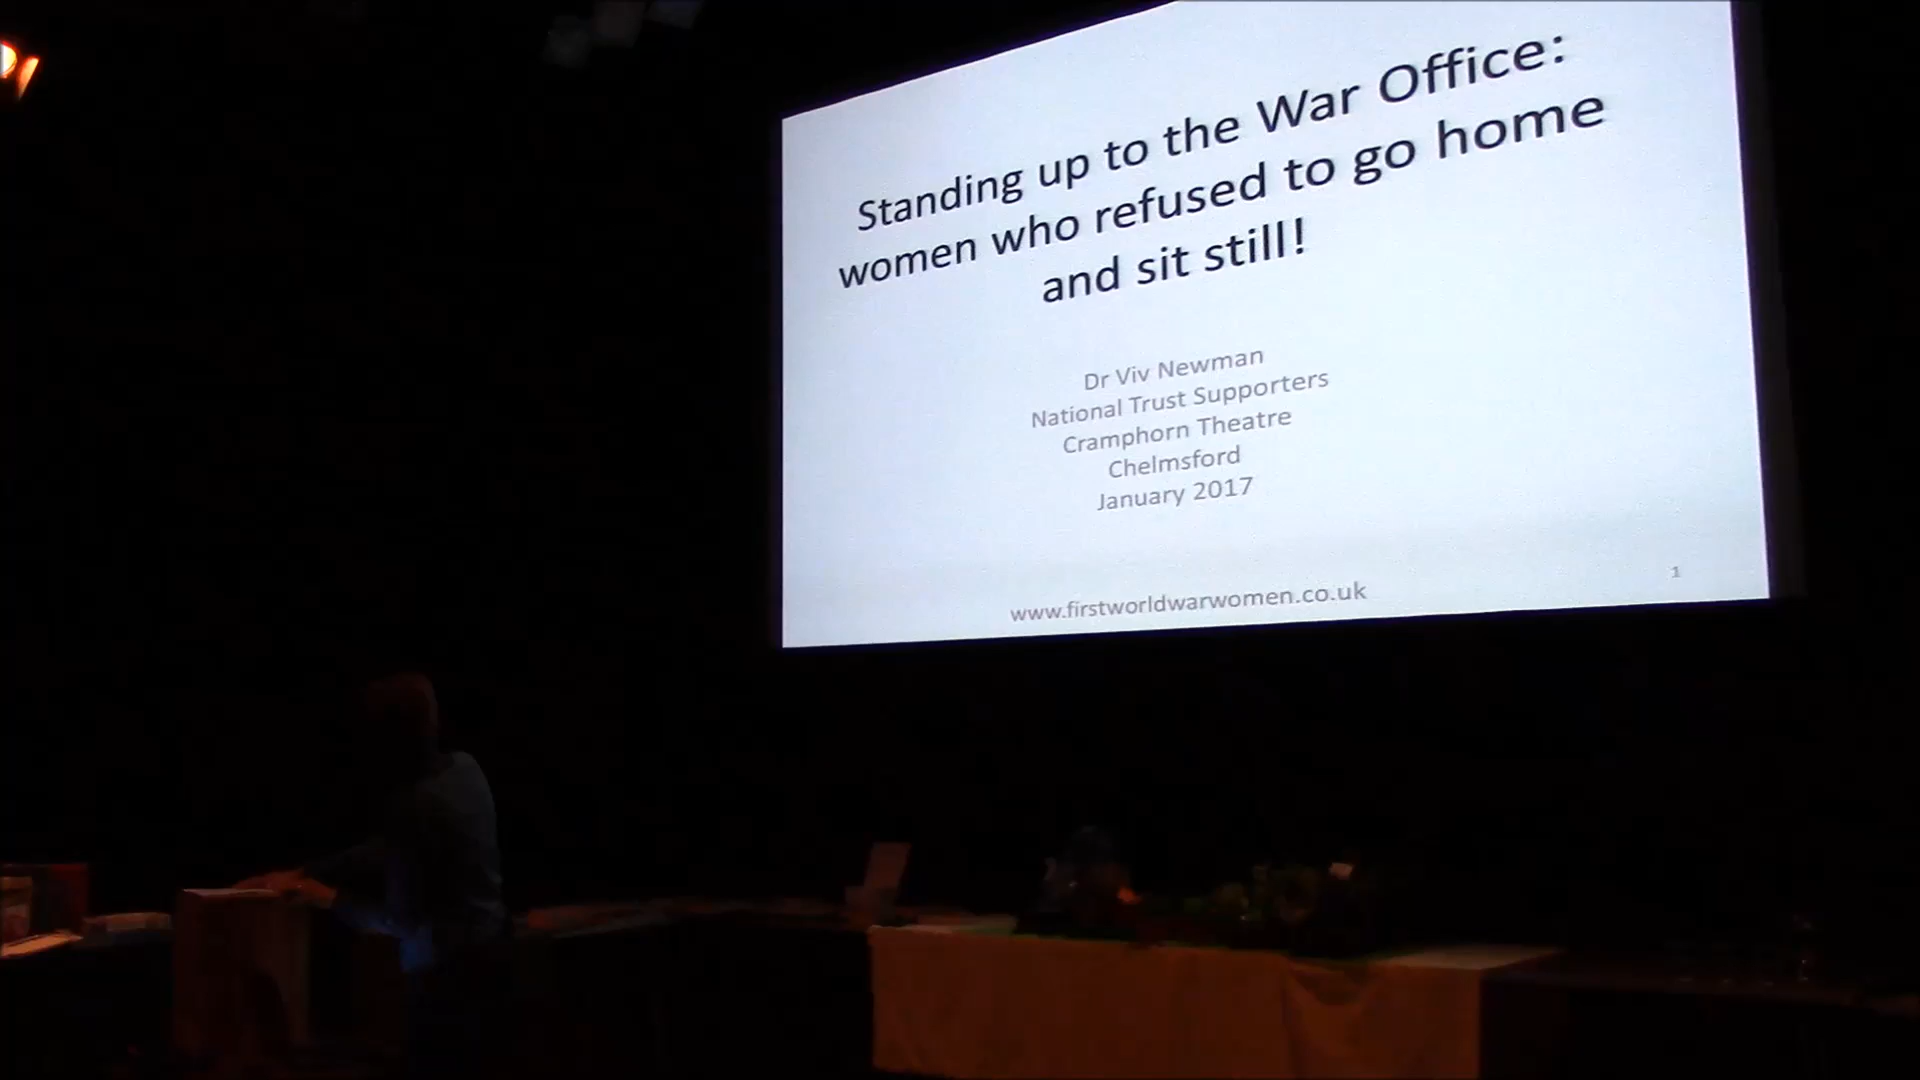 Standing up to the War Office:
women who refused to go home
and sit still!
Dr Viv Newman
National Trust Supporters
Cramphorn Theatre
Chelmsford
January 2017
www.firstworldwarwomen.co.uk
1